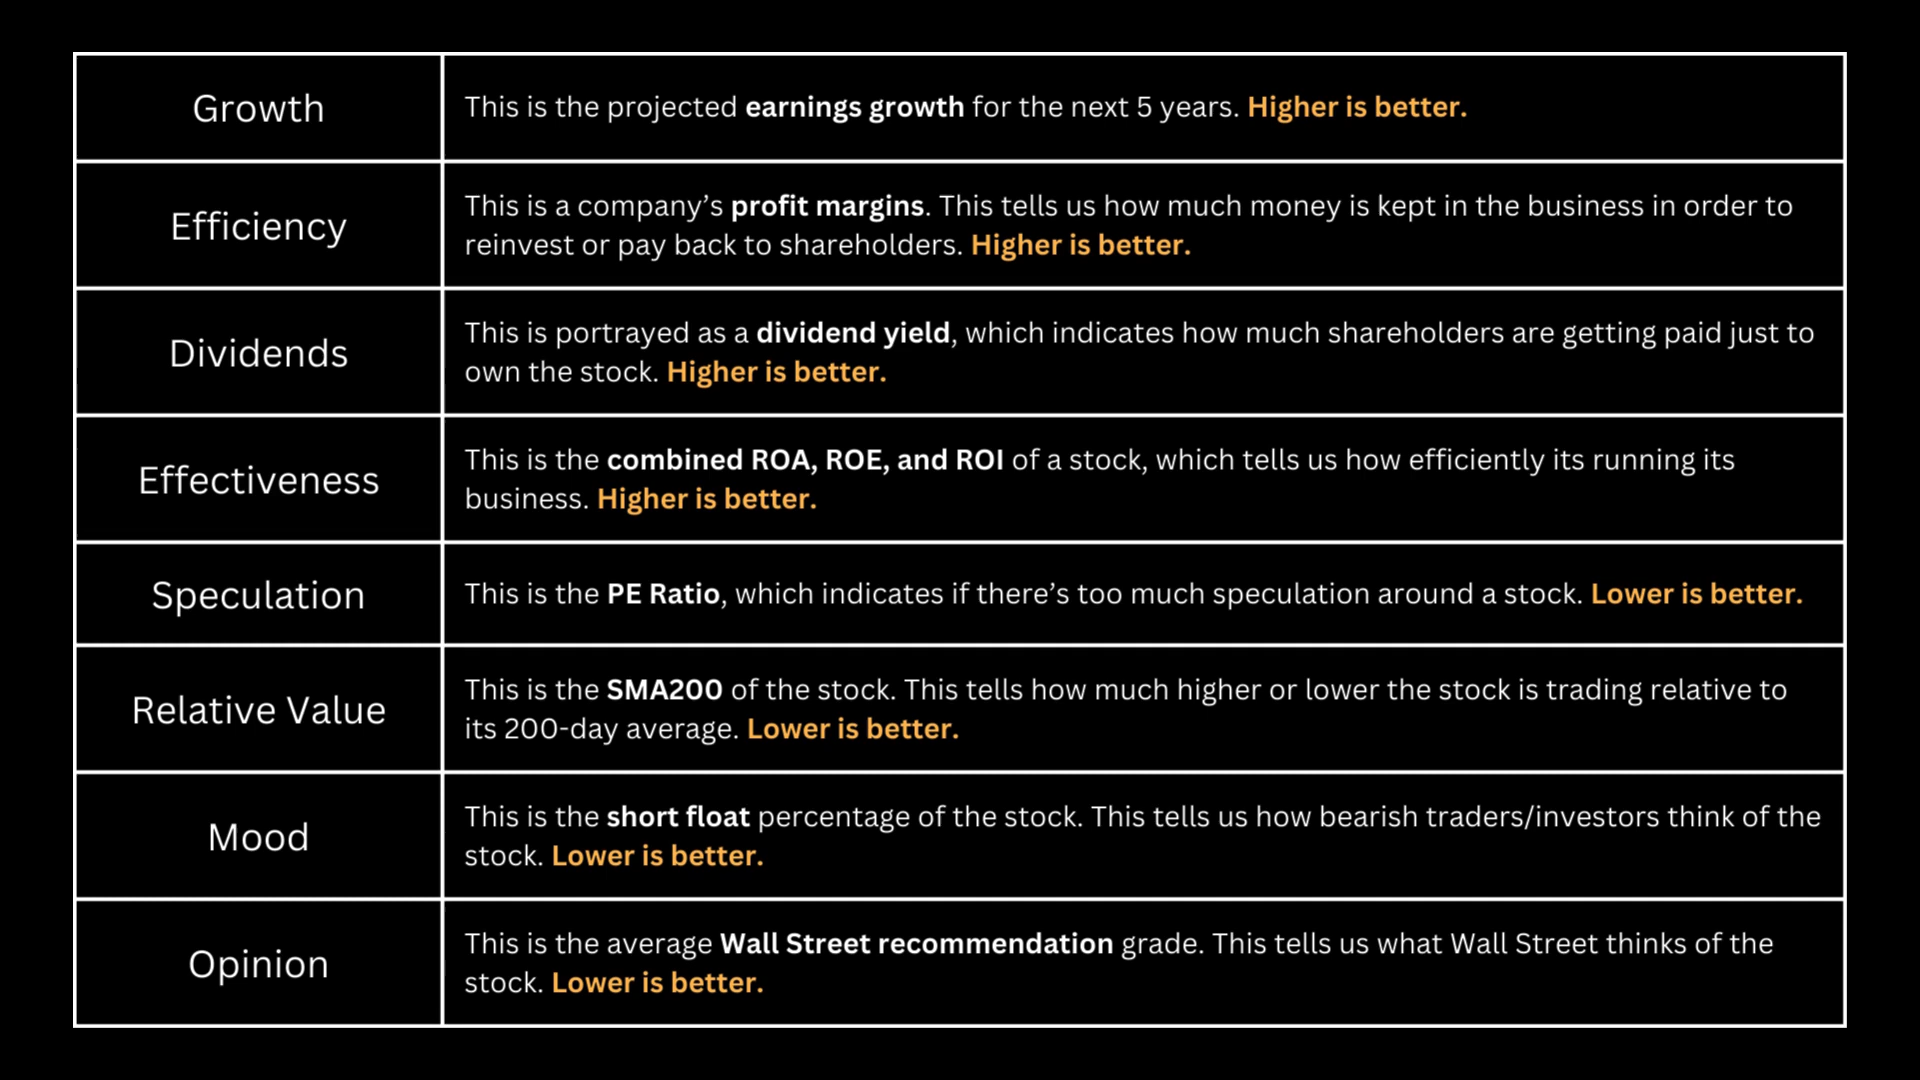 Growth
This is the projected earnings growth for the next 5 years. Higher is better.
Efficiency
This is a company’s profit margins. This tells us how much money is kept in the business in order to
reinvest or pay back to shareholders. Higher is better.
Dividends
This is portrayed as a dividend yield, which indicates how much shareholders are getting paid just to
own the stock. Higher is better.
Effectiveness
This is the combined ROA, ROE, and ROI of a stock, which tells us how efficiently its running its
business. Higher is better.
Speculation
This is the PE Ratio, which indicates if there’s too much speculation around a stock. Lower is better.
Relative Value
This is the SMA200 of the stock. This tells how much higher or lower the stock is trading relative to
its 200-day average. Lower is better.
Mood
This is the short float percentage of the stock. This tells us how bearish traders/investors think of the
stock. Lower is better.
Opinion
This is the average Wall Street recommendation grade. This tells us what Wall Street thinks of the
stock. Lower is better.